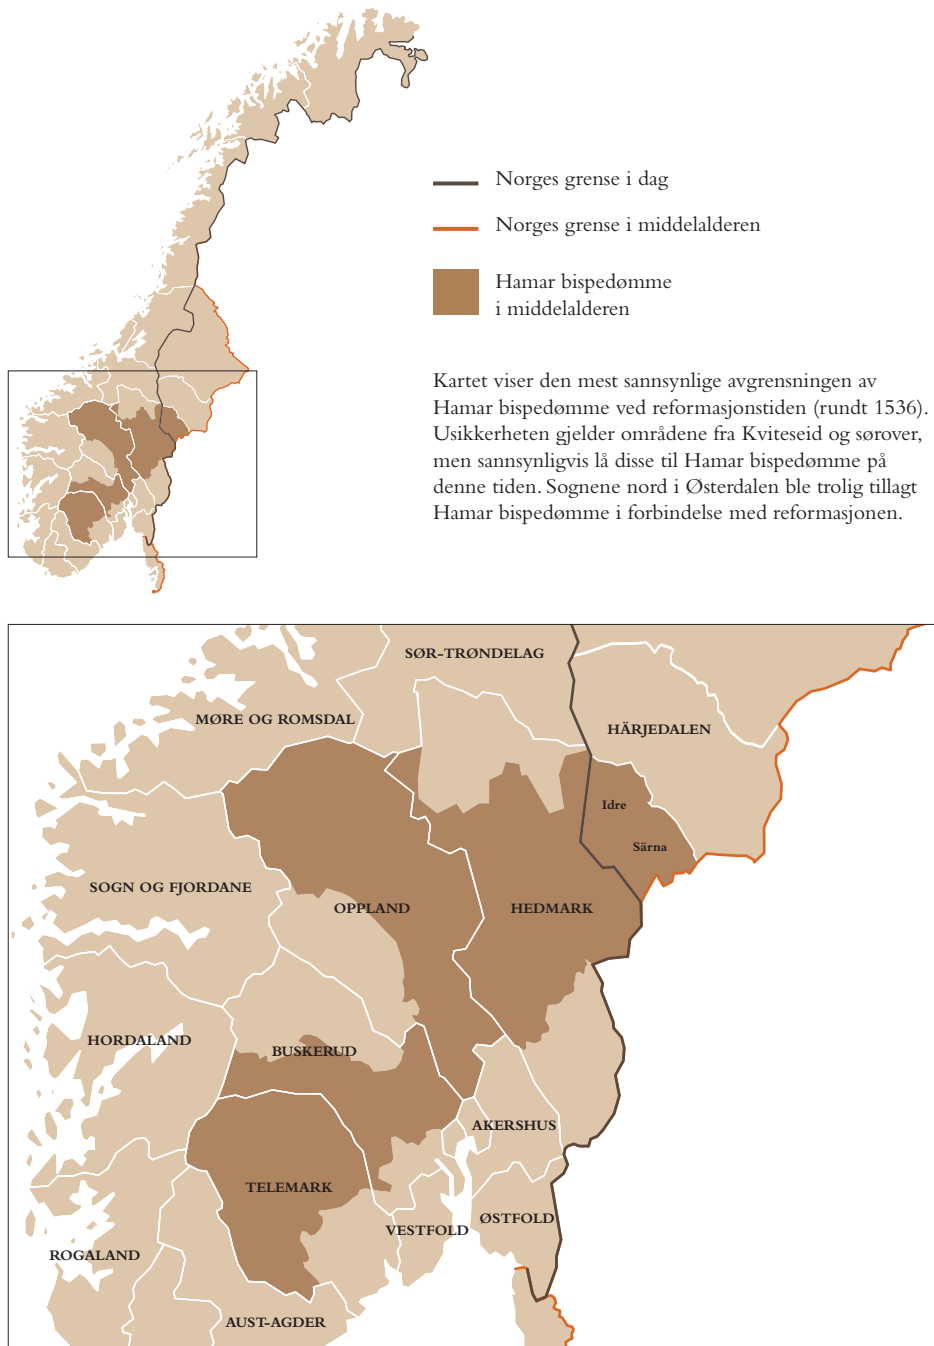 Norges grense i dag
Norges grense i middelalderen
Hamar bispedømme
i middelalderen
Kartet viser den mest sannsynlige avgrensningen av
Hamar bispedømme ved reformasjonstiden (rundt 1536).
Usikkerheten gjelder områdene fra Kviteseid og sørover,
men sannsynligvis lå disse til Hamar bispedømme på
denne tiden. Sognene nord i Østerdalen ble trolig tillagt
Hamar bispedømme i forbindelse med reformasjonen.
SØR-TRØNDELAG
MØRE OG ROMSDAL
HÄRJEDALEN
Idre
Särna
SOGN OG FJORDANE
OPPLAND
HEDMARK
HORDALAND
BUSKERUD
AKERSHUS
TELEMARK
ØSTFOLD
VESTFOLD
ROGALAND
AUST-AGDER